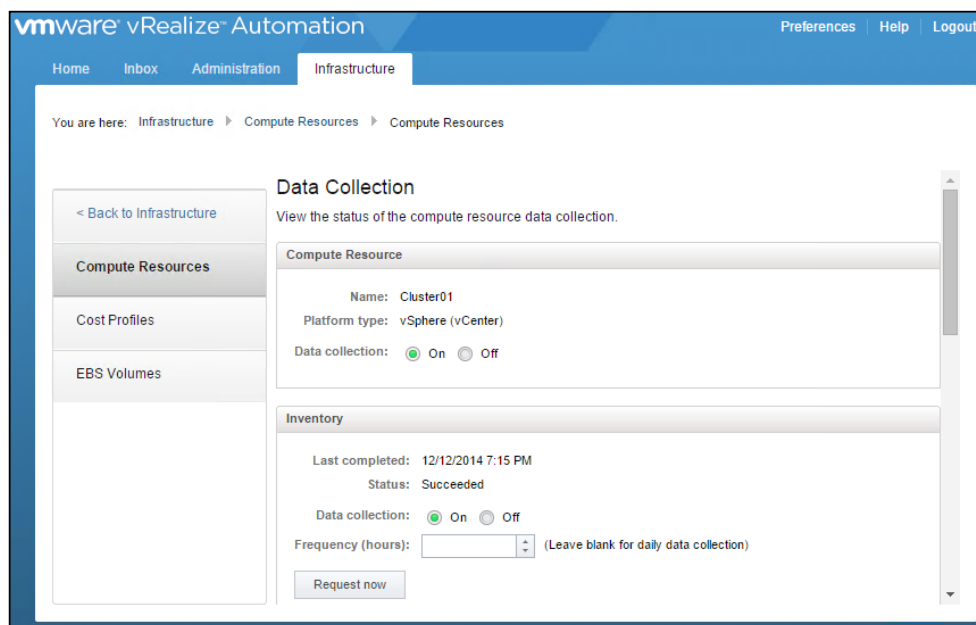 vmware® vRealize™ Automation
Preferences Help Logout
Home Inbox Administration Infrastructure
You are here: Infrastructure Compute Resources Compute Resources
< Back to Infrastructure
Compute Resources
Cost Profiles
EBS Volumes
Data Collection
View the status of the compute resource data collection.
Compute Resource
Name: Cluster01
Platform type: vSphere (vCenter)
Data collection: On Off
Inventory
Last completed: 12/12/2014 7:15 PM
Status: Succeeded
Data collection: On Off
Frequency (hours): (Leave blank for daily data collection)
Request now